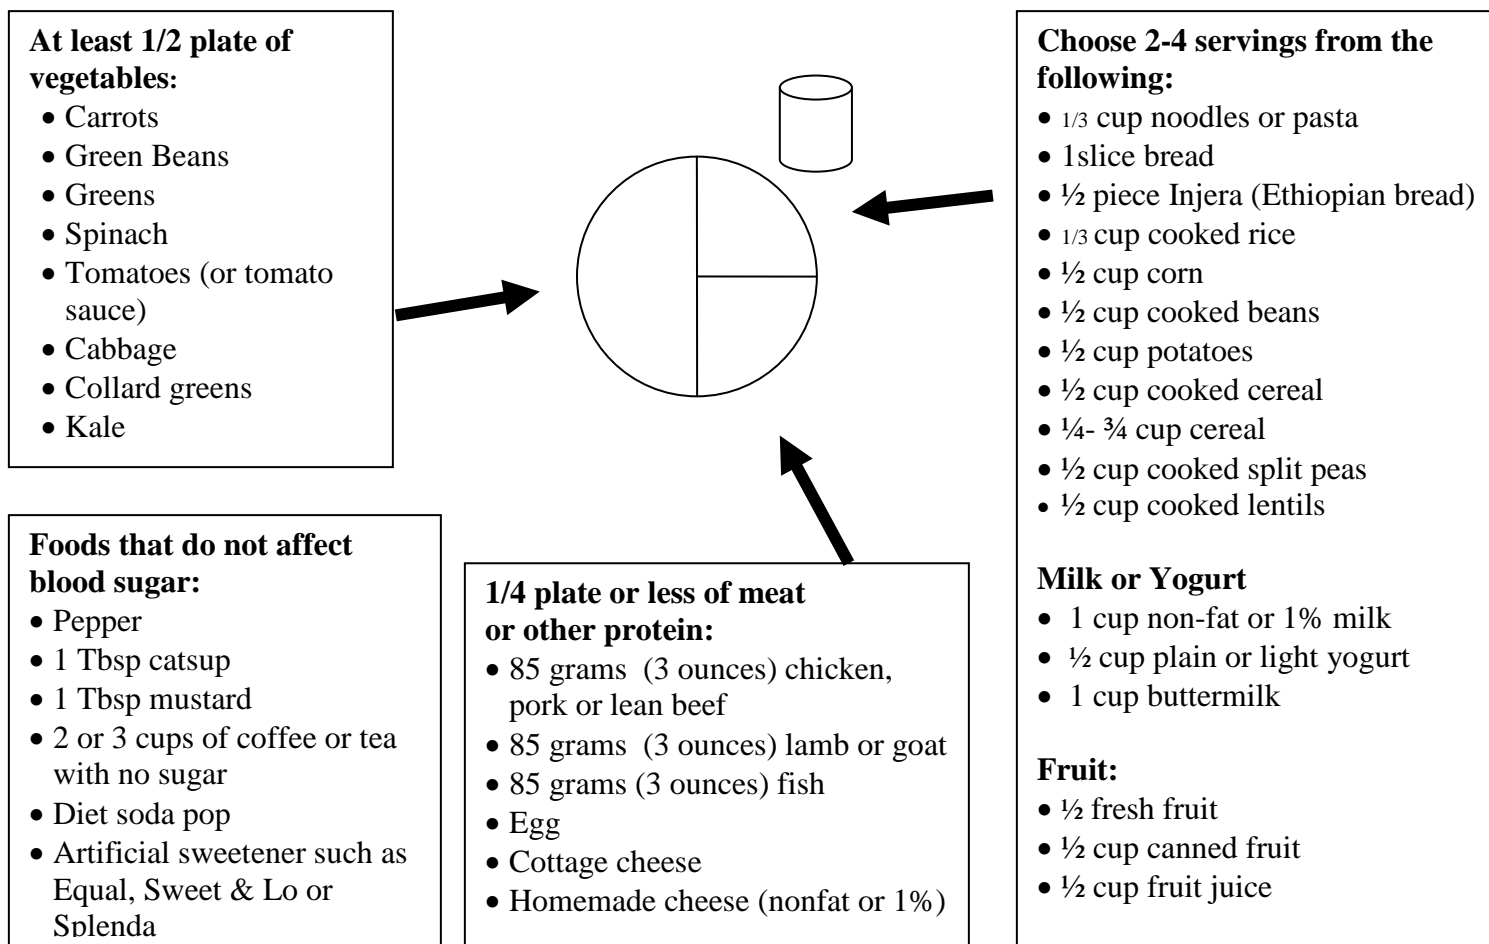 At least 1/2 plate of
vegetables:
• Carrots
• Green Beans
• Greens
• Spinach
• Tomatoes (or tomato
sauce)
• Cabbage
• Collard greens
• Kale
Foods that do not affect
blood sugar:
• Pepper
• 1 Tbsp catsup
• 1 Tbsp mustard
• 2 or 3 cups of coffee or tea
with no sugar
• Diet soda pop
• Artificial sweetener such as
Equal, Sweet & Lo or
Splenda
1/4 plate or less of meat
or other protein:
• 85 grams (3 ounces) chicken,
pork or lean beef
• 85 grams (3 ounces) lamb or goat
• 85 grams (3 ounces) fish
• Egg
• Cottage cheese
• Homemade cheese (nonfat or 1%)
Choose 2-4 servings from the
following:
• 1/3 cup noodles or pasta
• 1slice bread
• ½ piece Injera (Ethiopian bread)
• 1/3 cup cooked rice
• ½ cup corn
• ½ cup cooked beans
• ½ cup potatoes
• ½ cup cooked cereal
• ¼- ¾ cup cereal
• ½ cup cooked split peas
• ½ cup cooked lentils
Milk or Yogurt
• 1 cup non-fat or 1% milk
• ½ cup plain or light yogurt
• 1 cup buttermilk
Fruit:
• ½ fresh fruit
• ½ cup canned fruit
• ½ cup fruit juice